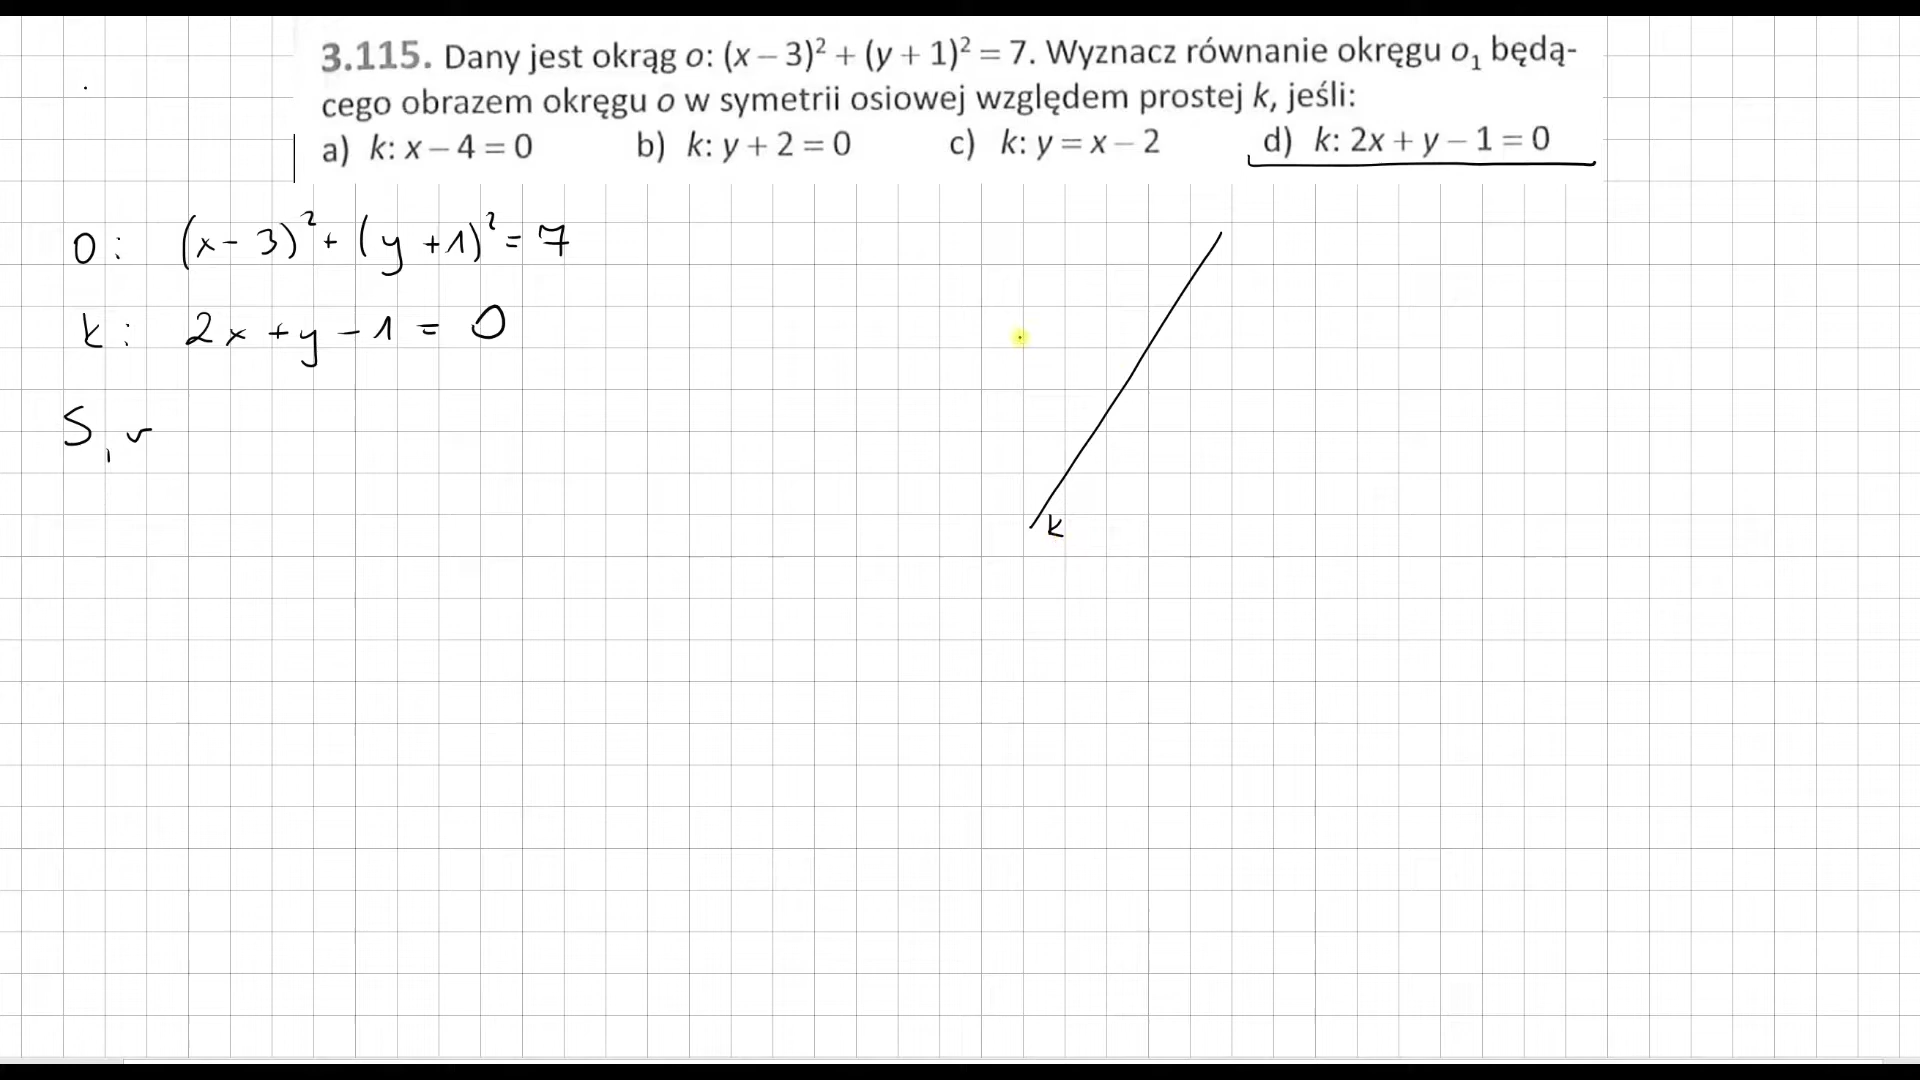 3.115. Dany jest okrąg o: (x – 3)² + (y + 1)² = 7. Wyznacz równanie okręgu o₁ będą-
cego obrazem okręgu o w symetrii osiowej względem prostej k, jeśli:
a) k: x – 4 = 0 b) k: y + 2 = 0 c) k: y = x – 2 d) k: 2x + y – 1 = 0
O: (x - 3)² + (y + 1)² = 7
k: 2x + y - 1 = 0
S, r
k